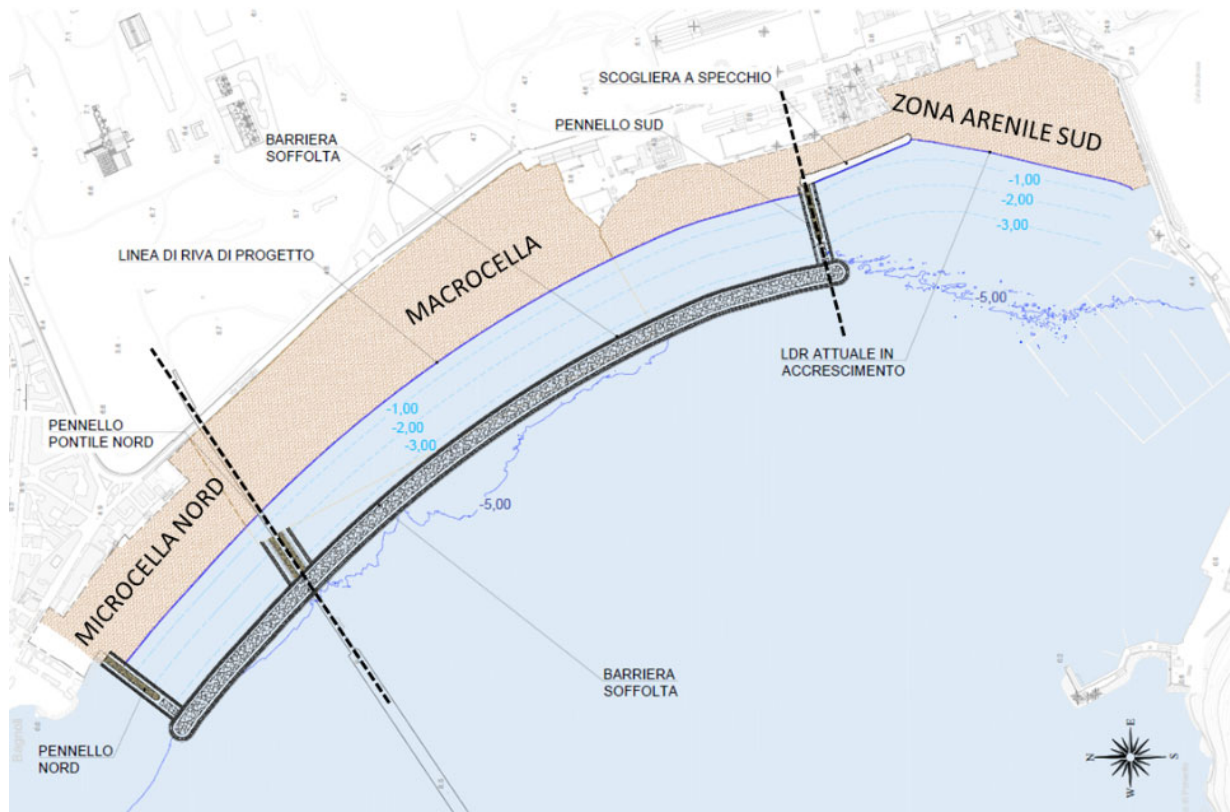 SCOGLIERA A SPECCHIO
PENNELLO SUD
ZONA ARENILE SUD
BARRIERA
SOFFOLTA
-1,00
-2,00
-3,00
LINEA DI RIVA DI PROGETTO
MACROCELLA
-5,00
LDR ATTUALE IN
ACCRESCIMENTO
PENNELLO
PONTILE NORD
-1,00
-2,00
-3,00
-5,00
MICROCELLA NORD
BARRIERA
SOFFOLTA
PENNELLO
NORD
Bagnoli
E
N
S
W